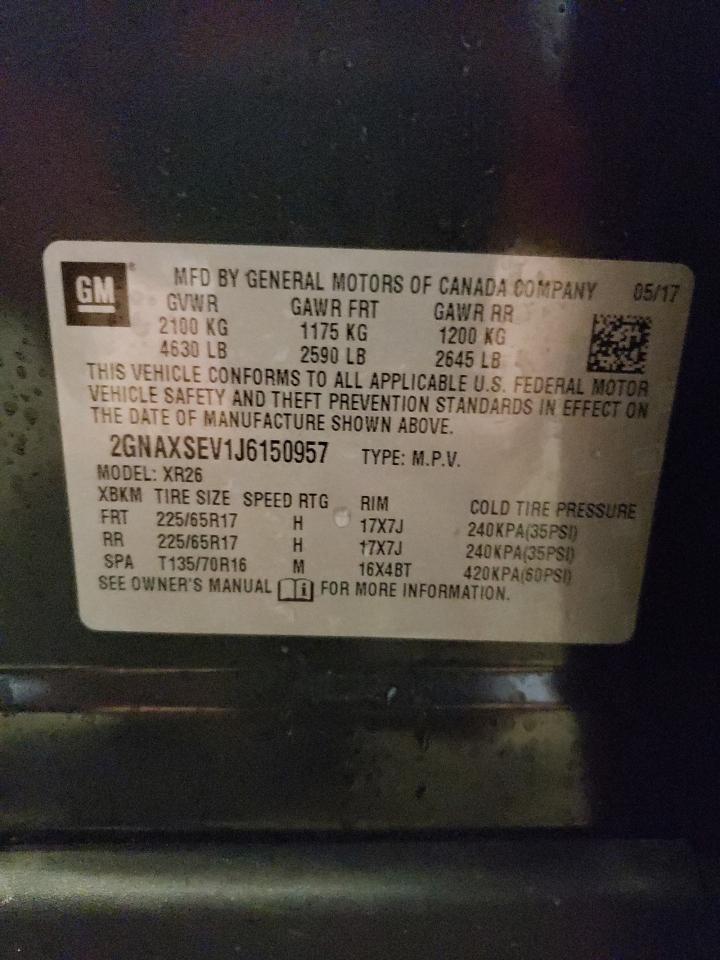 GM® MFD BY GENERAL MOTORS OF CANADA COMPANY 05/17
GVWR GAWR FRT GAWR RR
2100 KG 1175 KG 1200 KG
4630 LB 2590 LB 2645 LB
THIS VEHICLE CONFORMS TO ALL APPLICABLE U.S. FEDERAL MOTOR
VEHICLE SAFETY AND THEFT PREVENTION STANDARDS IN EFFECT ON
THE DATE OF MANUFACTURE SHOWN ABOVE.
2GNAXSEV1J6150957 TYPE: M.P.V.
MODEL: XR26
XBKM TIRE SIZE SPEED RTG RIM COLD TIRE PRESSURE
FRT 225/65R17 H 17X7J 240KPA(35PSI)
RR 225/65R17 H 17X7J 240KPA(35PSI)
SPA T135/70R16 M 16X4BT 420KPA(60PSI)
SEE OWNER'S MANUAL i FOR MORE INFORMATION.